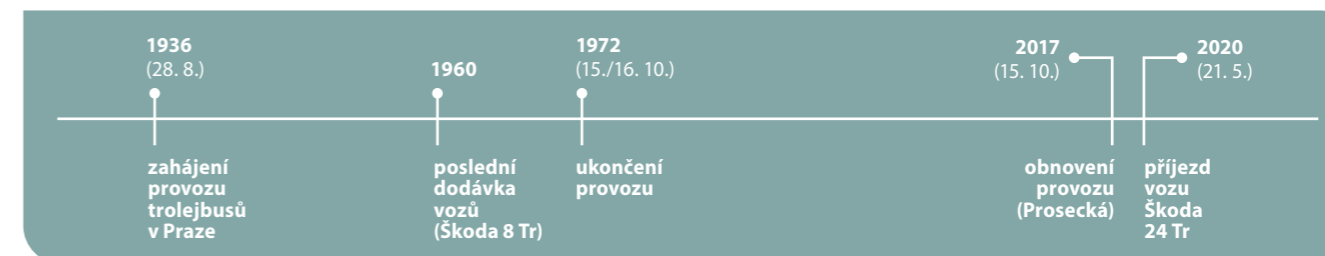 1936
(28. 8.)
zahájení
provozu
trolejbusů
v Praze
1960
poslední
dodávka
vozů
(Škoda 8 Tr)
1972
(15./16. 10.)
ukončení
provozu
2017
(15. 10.)
obnovení
provozu
(Prosecká)
2020
(21. 5.)
příjezd
vozu
Škoda
24 Tr